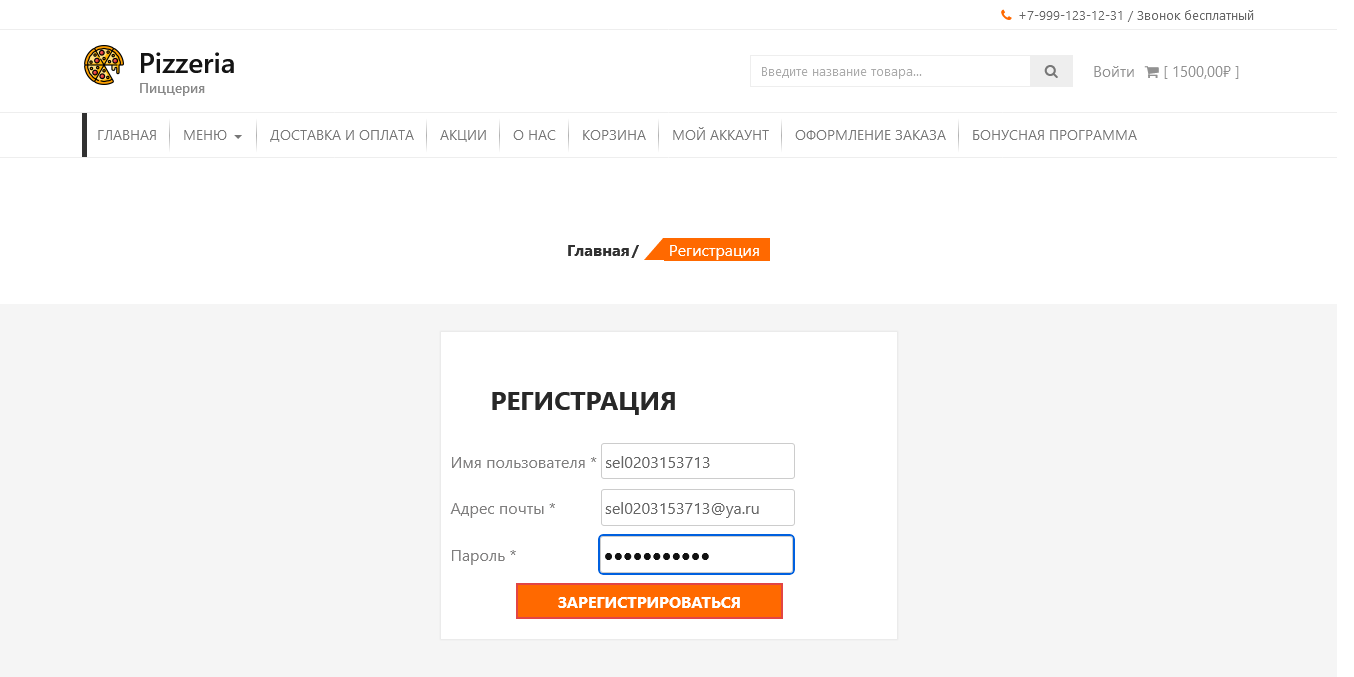 +7-999-123-12-31 / Звонок бесплатный
Pizzeria
Пиццерия
Введите название товара...
Войти [ 1500,00₽ ]
ГЛАВНАЯ МЕНЮ ДОСТАВКА И ОПЛАТА АКЦИИ О НАС КОРЗИНА МОЙ АККАУНТ ОФОРМЛЕНИЕ ЗАКАЗА БОНУСНАЯ ПРОГРАММА
Главная / Регистрация
РЕГИСТРАЦИЯ
Имя пользователя * sel0203153713
Адрес почты * sel0203153713@ya.ru
Пароль * •••••••••••
ЗАРЕГИСТРИРОВАТЬСЯ